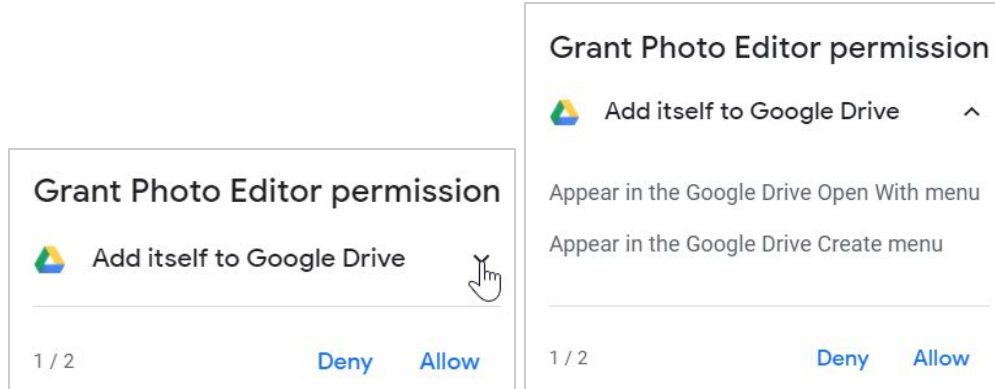 Grant Photo Editor permission
Add itself to Google Drive
1 / 2 Deny Allow
Grant Photo Editor permission
Add itself to Google Drive
Appear in the Google Drive Open With menu
Appear in the Google Drive Create menu
1 / 2 Deny Allow